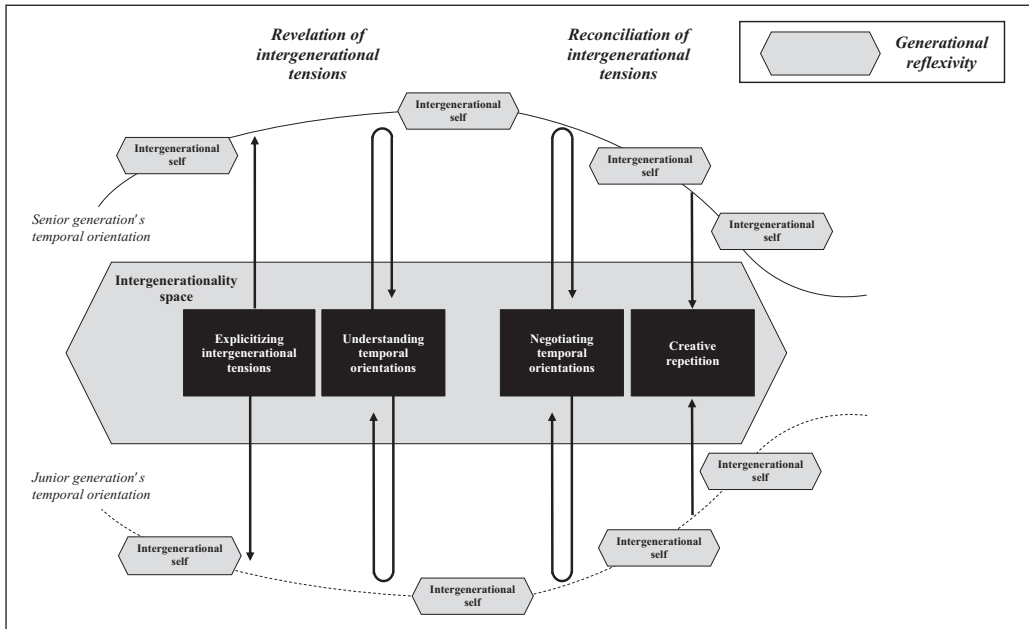 Revelation of
intergenerational
tensions
Reconciliation of
intergenerational
tensions
Generational
reflexivity
Intergenerational
self
Intergenerational
self
Intergenerational
self
Intergenerational
self
Senior generation's
temporal orientation
Intergenerationality
space
Explicitizing
intergenerational
tensions
Understanding
temporal
orientations
Negotiating
temporal
orientations
Creative
repetition
Junior generation's
temporal orientation
Intergenerational
self
Intergenerational
self
Intergenerational
self
Intergenerational
self